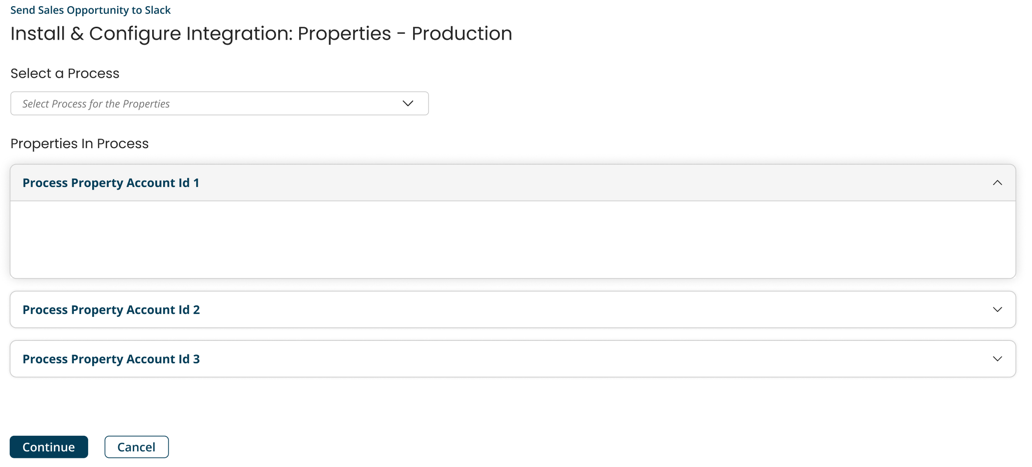 Send Sales Opportunity to Slack
Install & Configure Integration: Properties - Production
Select a Process
Select Process for the Properties
Properties In Process
Process Property Account Id 1
Process Property Account Id 2
Process Property Account Id 3
Continue Cancel